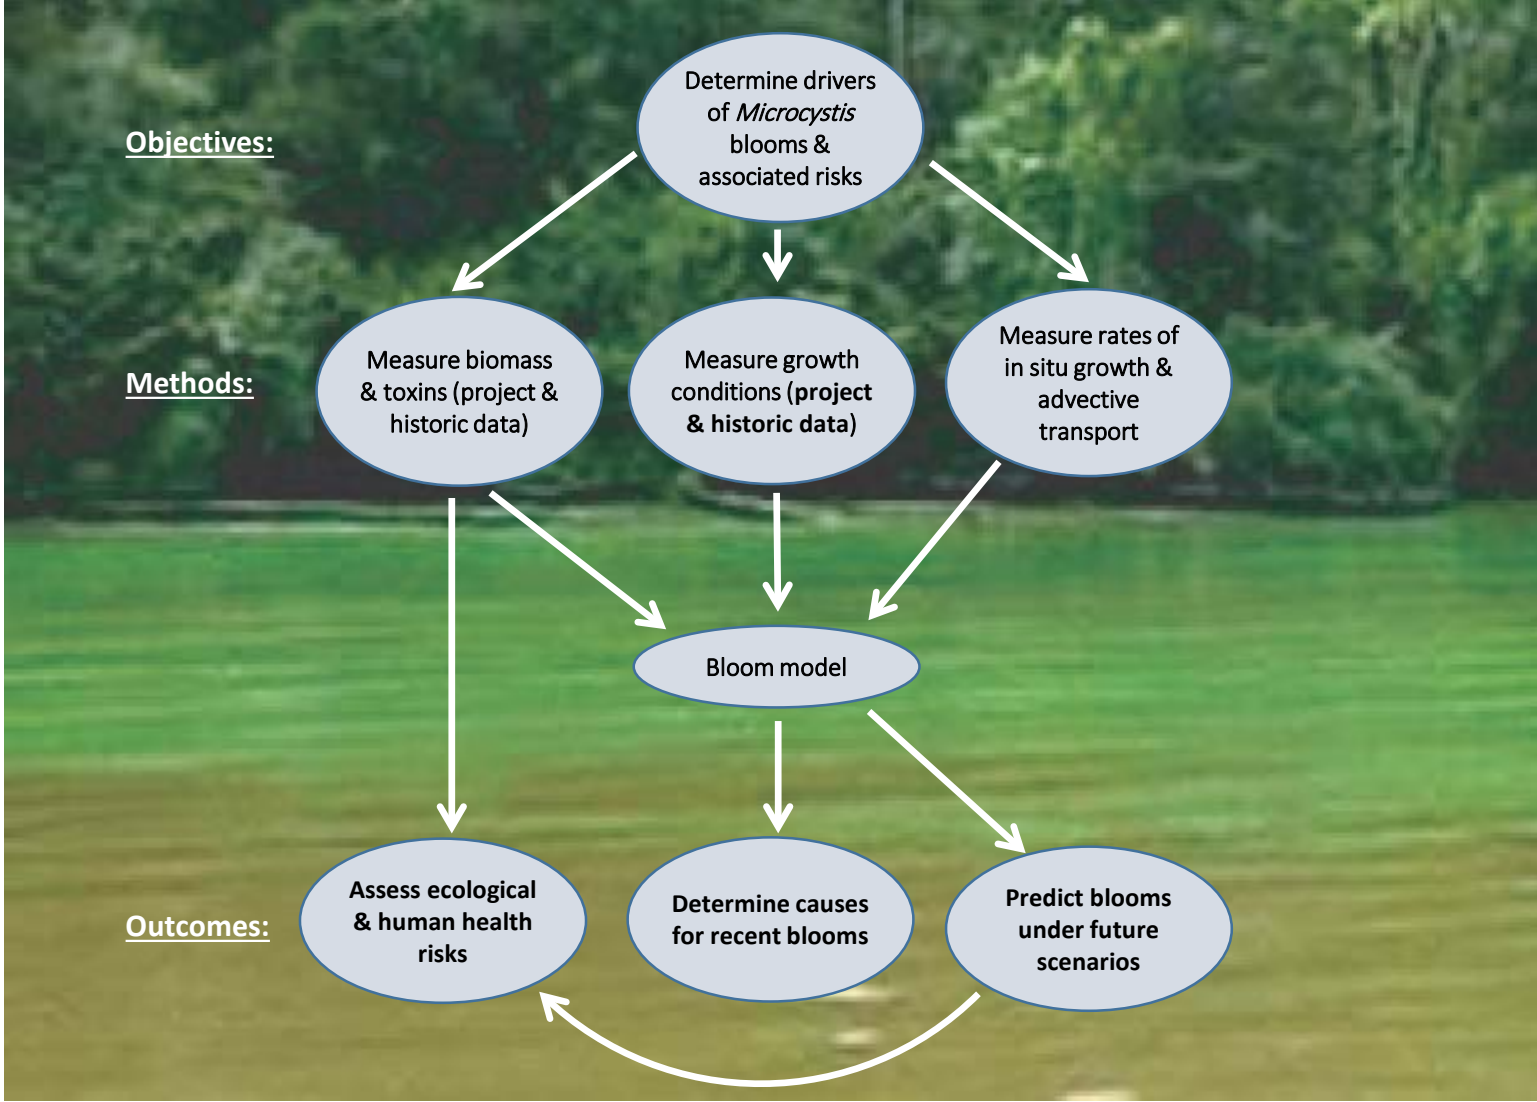 Objectives:
Determine drivers
of Microcystis
blooms &
associated risks
Methods:
Measure biomass
& toxins (project &
historic data)
Measure growth
conditions (project
& historic data)
Measure rates of
in situ growth &
advective
transport
Bloom model
Outcomes:
Assess ecological
& human health
risks
Determine causes
for recent blooms
Predict blooms
under future
scenarios